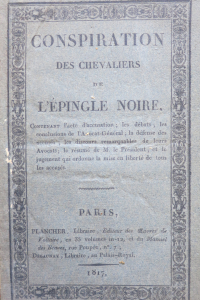 CONSPIRATION
DES CHEVALIERS
DE
L'ÉPINGLE NOIRE,
Contenant l'acte d'accusation; les débats; les
conclusions de l'Avocat-Général; la défense des
accusés; les discours remarquables de leurs
Avocats; le résumé de M. le Président; et le
jugement qui ordonne la mise en liberté de tous
les accusés.
PARIS,
PLANCHER, Libraire, Éditeur des Œuvres de
Voltaire, en 35 volumes in-12, et du Manuel
des Braves, rue Poupée, n°. 7;
DELAUNAY, Libraire, au Palais-Royal.
1817.